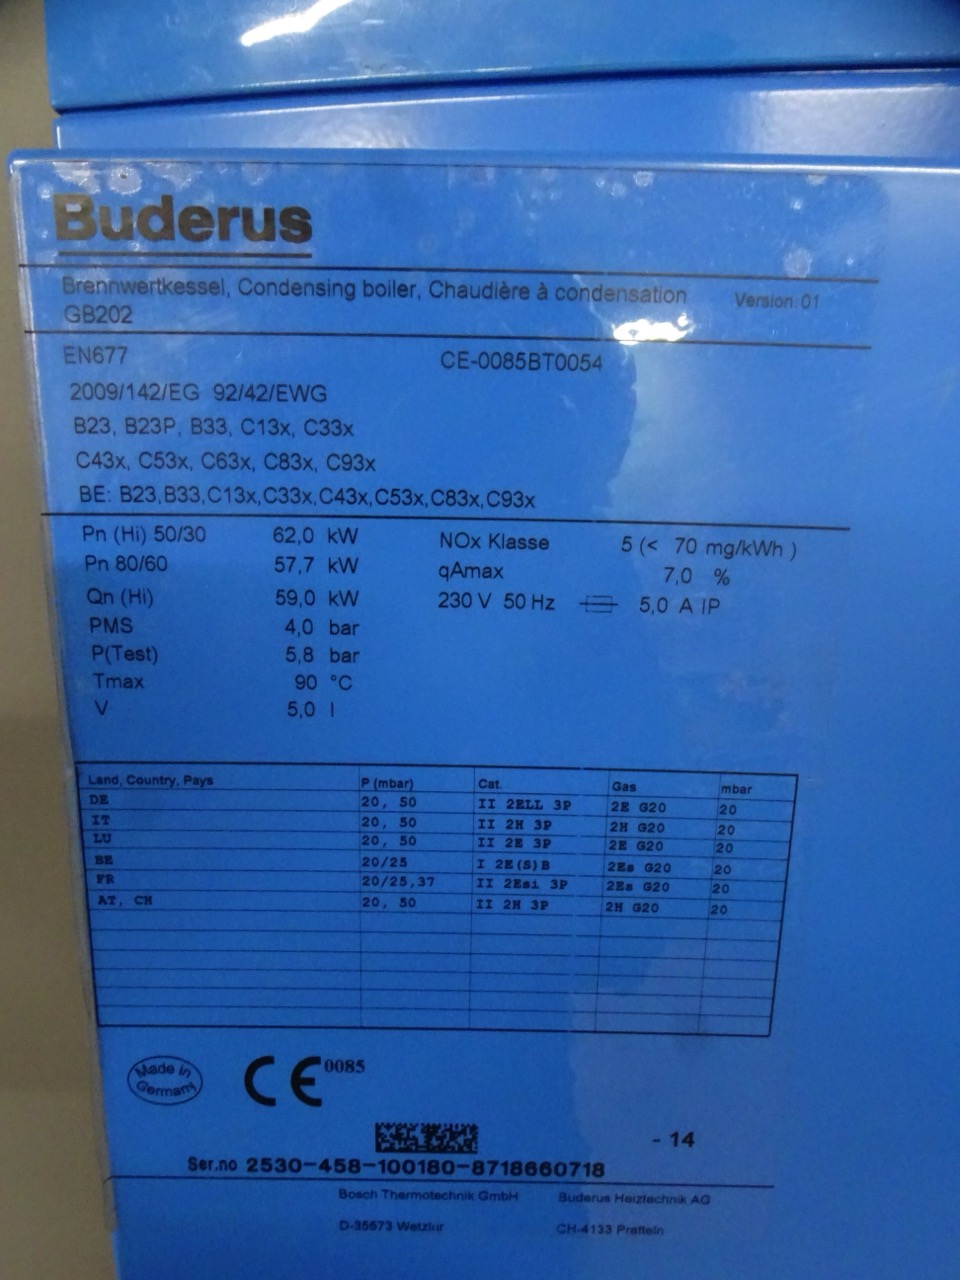 Buderus
Brennwertkessel, Condensing boiler, Chaudière à condensation Version: 01
GB202
EN677 CE-0085BT0054
2009/142/EG 92/42/EWG
B23, B23P, B33, C13x, C33x
C43x, C53x, C63x, C83x, C93x
BE: B23,B33,C13x,C33x,C43x,C53x,C83x,C93x
Pn (Hi) 50/30 62,0 kW NOx Klasse 5 (< 70 mg/kWh )
Pn 80/60 57,7 kW qAmax 7,0 %
Qn (Hi) 59,0 kW 230 V 50 Hz 5,0 A IP
PMS 4,0 bar
P(Test) 5,8 bar
Tmax 90 °C
V 5,0 l
Land, Country, Pays P (mbar) Cat. Gas mbar
DE 20, 50 II 2ELL 3P 2E G20 20
IT 20, 50 II 2H 3P 2H G20 20
LU 20, 50 II 2E 3P 2E G20 20
BE 20/25 I 2E(S)B 2Es G20 20
FR 20/25,37 II 2Esi 3P 2Es G20 20
AT, CH 20, 50 II 2H 3P 2H G20 20
Made in
Germany
CE 0085
- 14
Ser.no 2530-458-100180-8718660718
Bosch Thermotechnik GmbH Buderus Heiztechnik AG
D-35573 Wetzlar CH-4133 Pratteln